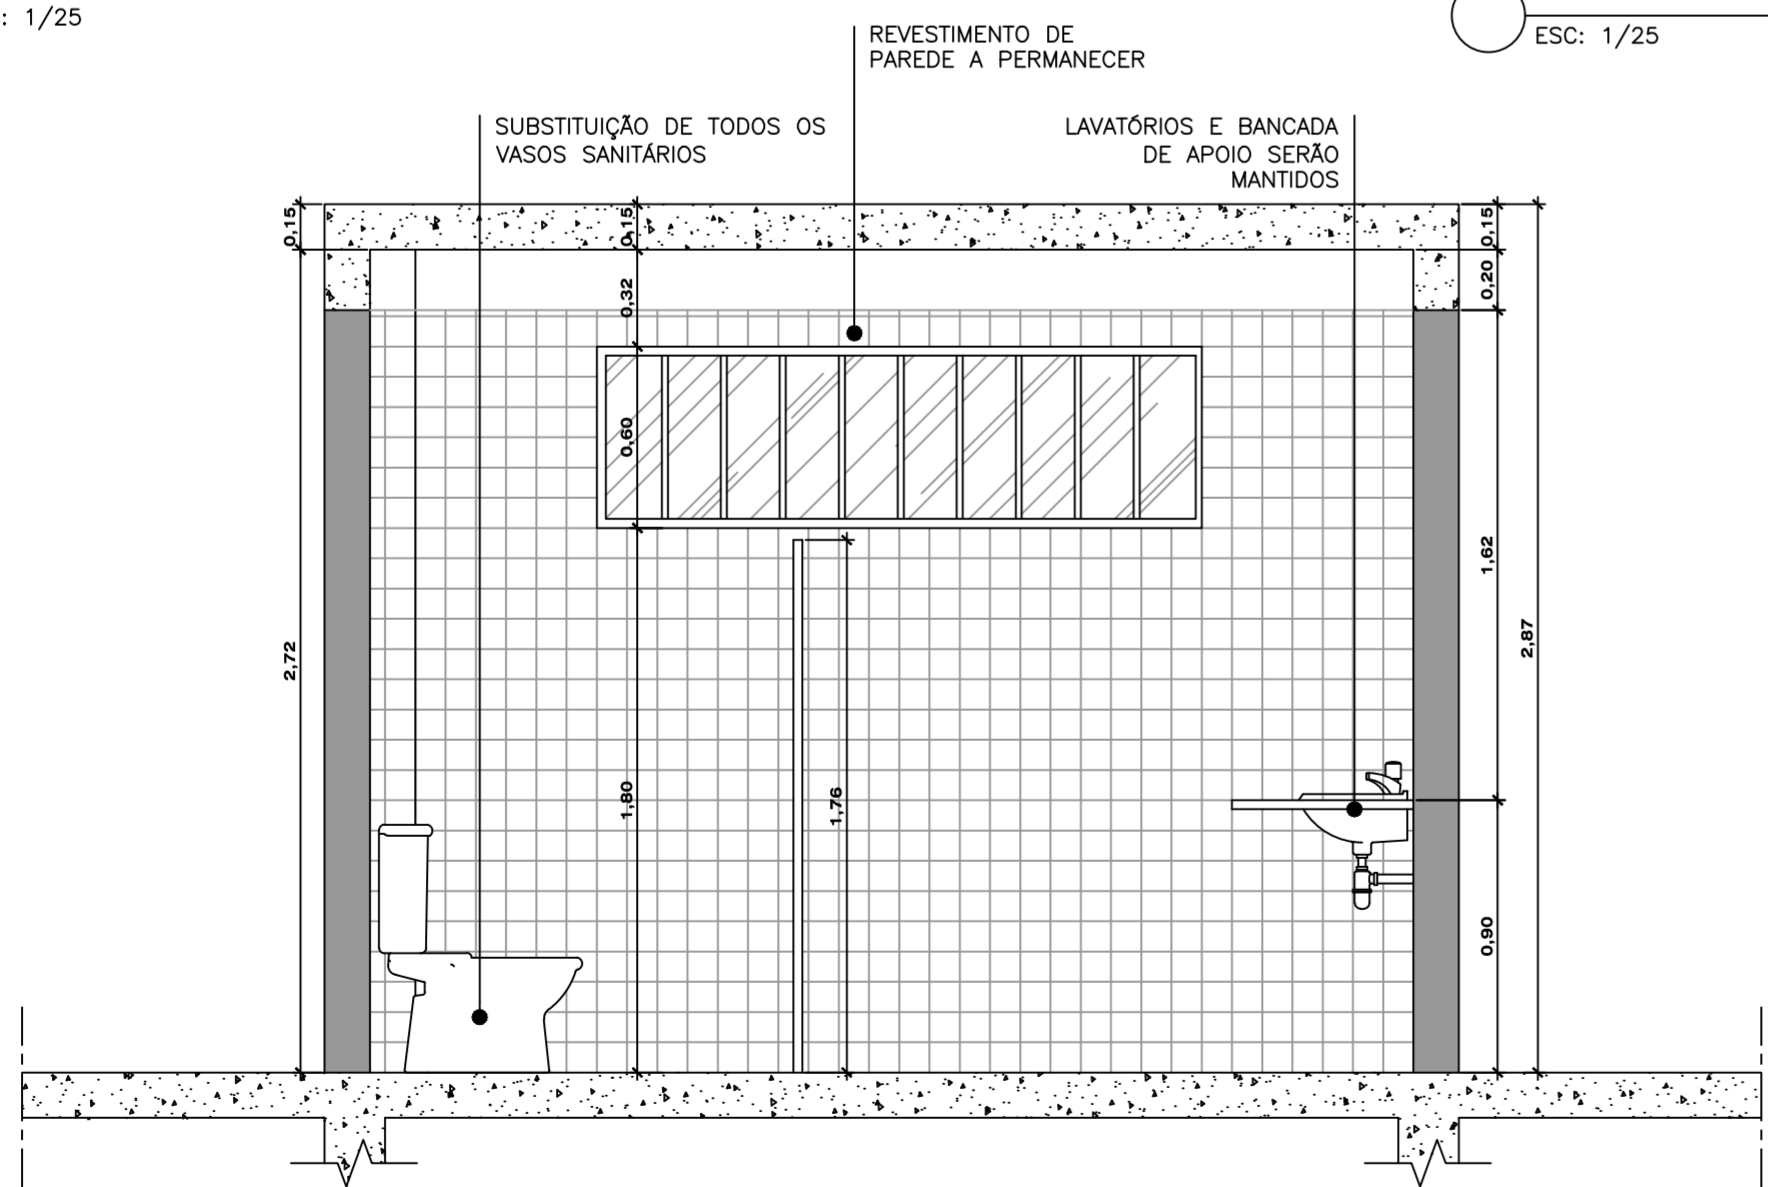 : 1/25
ESC: 1/25
REVESTIMENTO DE
PAREDE A PERMANECER
SUBSTITUIÇÃO DE TODOS OS
VASOS SANITÁRIOS
LAVATÓRIOS E BANCADA
DE APOIO SERÃO
MANTIDOS
0,15
2,72
0,15
0,32
0,60
1,80
1,76
0,15
0,20
1,62
0,90
2,87